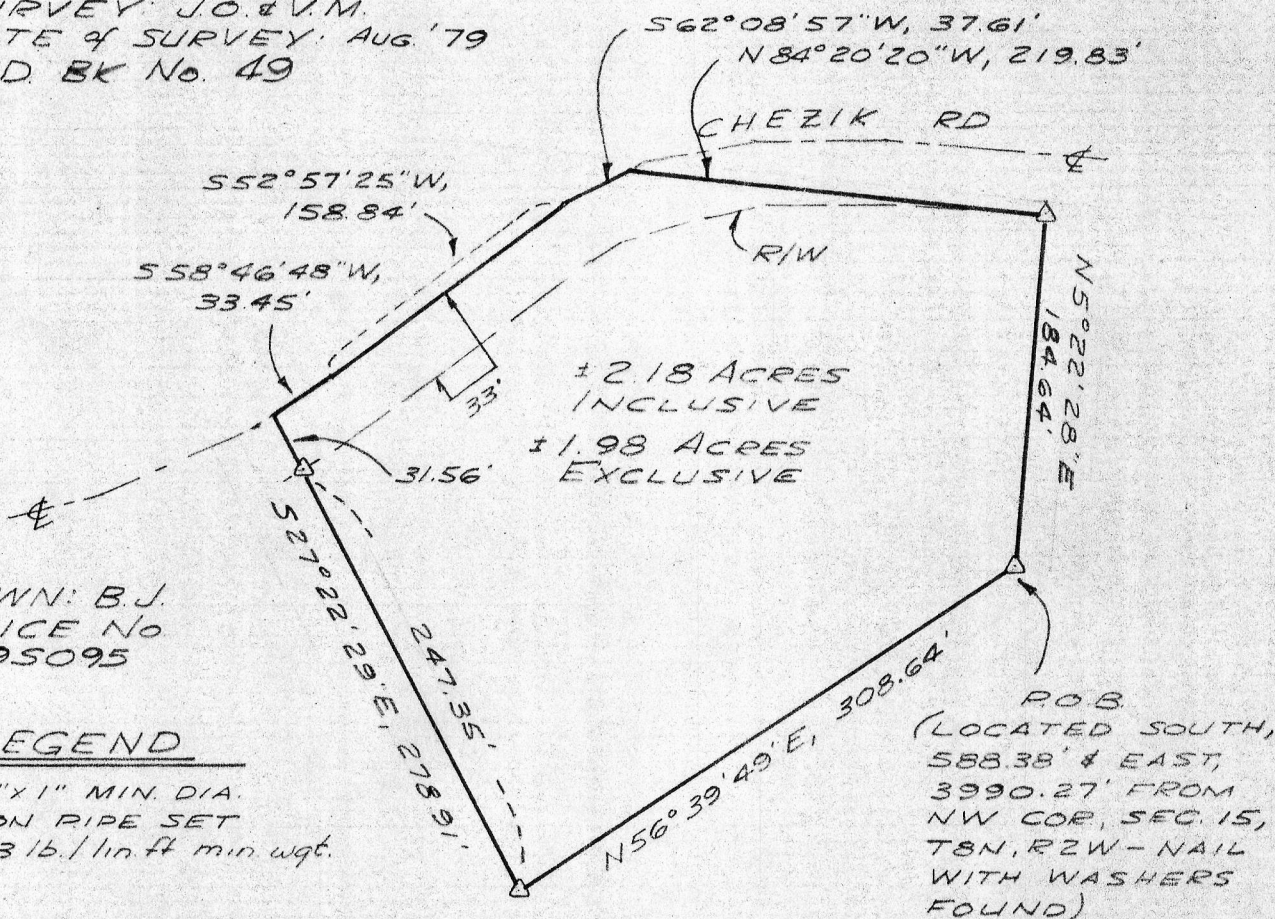 SURVEY: J.O. & V.M.
TE of SURVEY: Aug. '79
D. BK No. 49
S62°08'57"W, 37.61'
N84°20'20"W, 219.83'
CHEZIK RD
℄
S52°57'25"W,
158.84'
R/W
S58°46'48"W,
33.45'
N5°22'28"E
184.64'
33'
±2.18 ACRES
INCLUSIVE
±1.98 ACRES
EXCLUSIVE
31.56'
℄
S27°22'29"E, 278.91'
247.35'
N56°39'49"E, 308.64'
WN: B.J.
ICE No
9S095
EGEND
"x1" MIN. DIA.
ON PIPE SET
3 lb./lin.ft min. wgt.
P.O.B.
(LOCATED SOUTH,
588.38' & EAST,
3990.27' FROM
NW COR, SEC. 15,
T8N, R2W-NAIL
WITH WASHERS
FOUND)